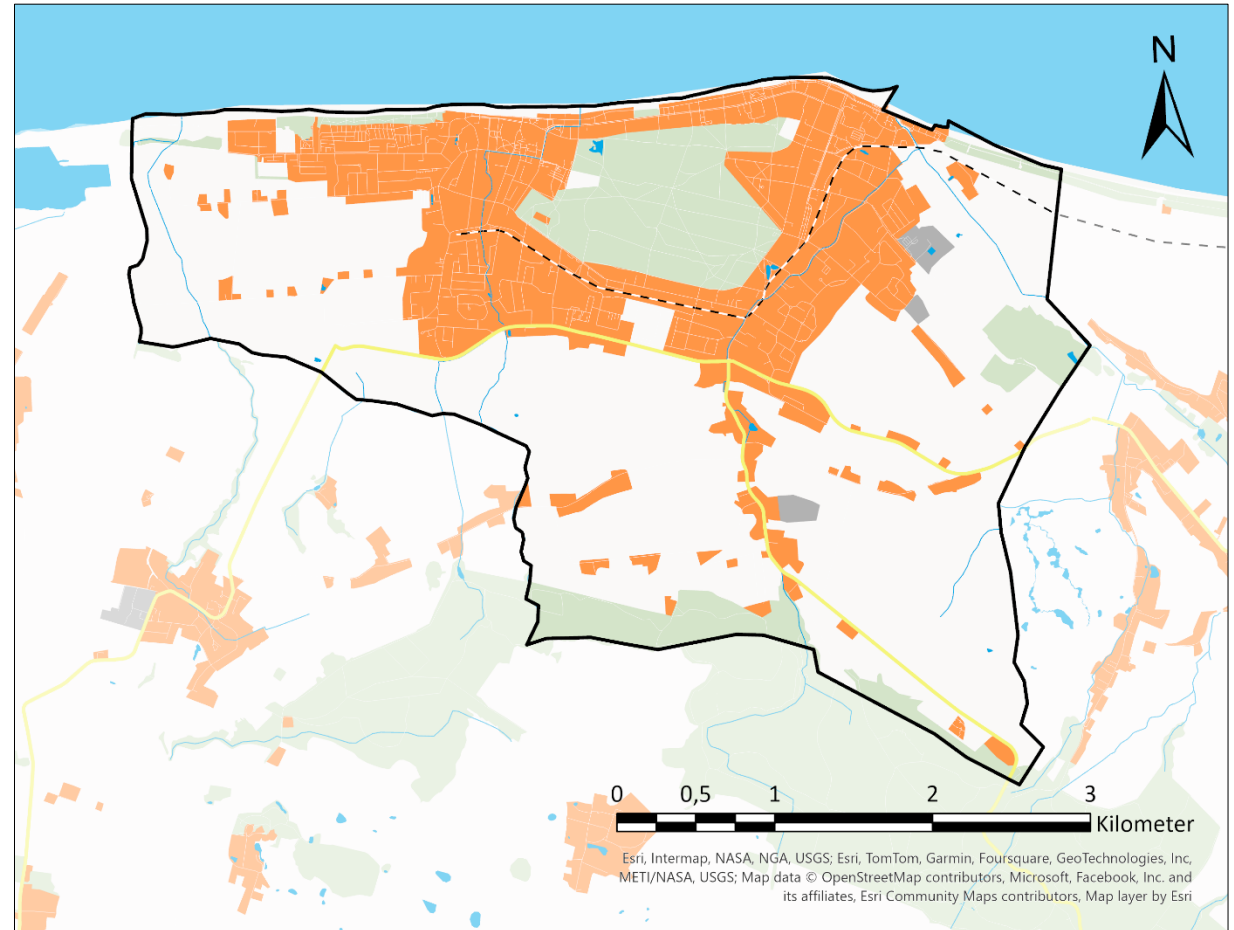 N
0 0,5 1 2 3
Kilometer
Esri, Intermap, NASA, NGA, USGS; Esri, TomTom, Garmin, Foursquare, GeoTechnologies, Inc,
METI/NASA, USGS; Map data © OpenStreetMap contributors, Microsoft, Facebook, Inc. and
its affiliates, Esri Community Maps contributors, Map layer by Esri